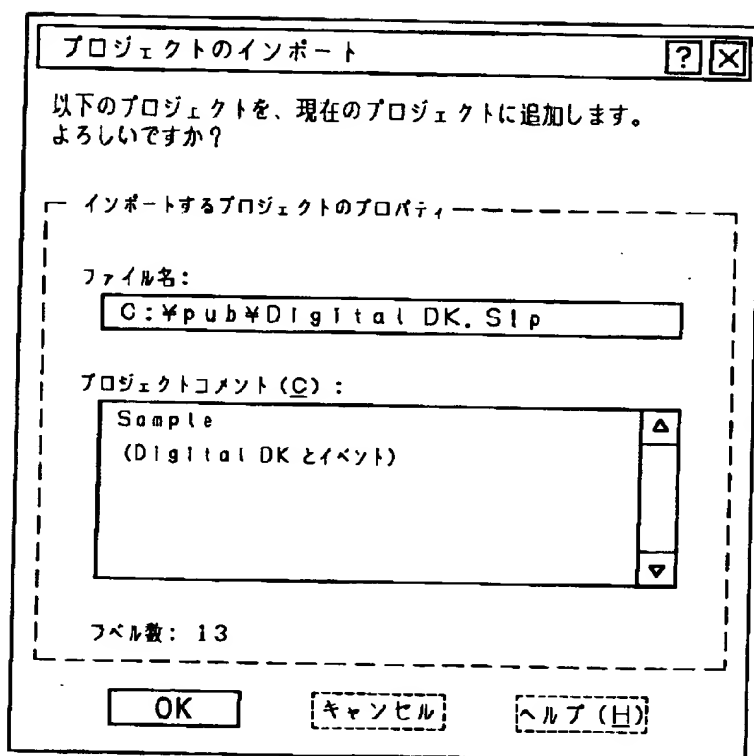 プロジェクトのインポート
? ×
以下のプロジェクトを、現在のプロジェクトに追加します。
よろしいですか?
インポートするプロジェクトのプロパティ
ファイル名:
C:¥pub¥Digital DK. Slp
プロジェクトコメント (C) :
Sample
(Digital DK とイベント)
ラベル数: 13
OK キャンセル ヘルプ (H)